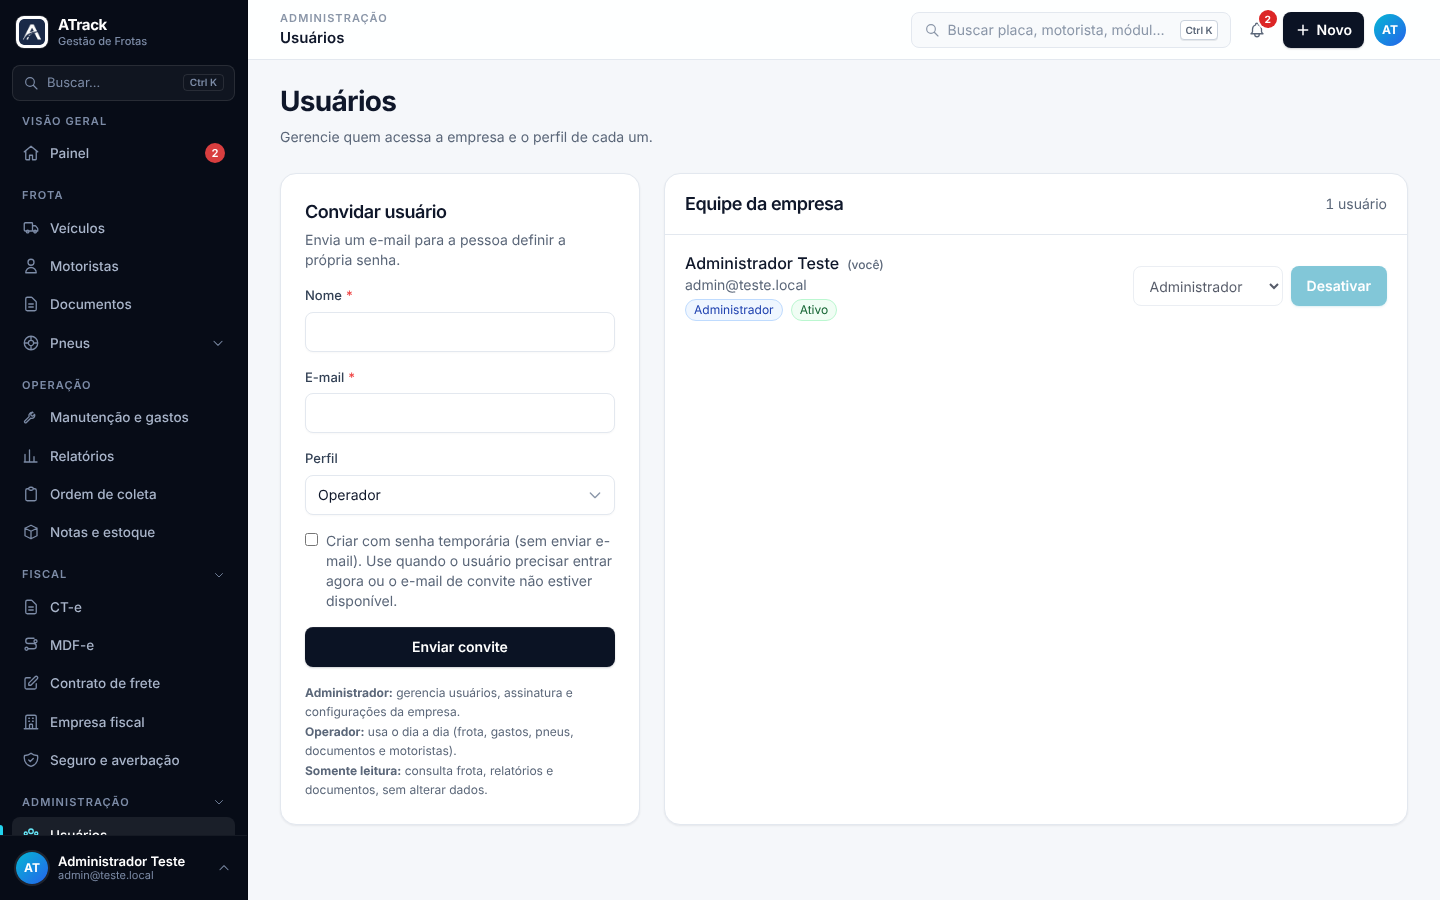 ATrack
Gestão de Frotas
Buscar... Ctrl K
VISÃO GERAL
Painel 2
FROTA
Veículos
Motoristas
Documentos
Pneus
OPERAÇÃO
Manutenção e gastos
Relatórios
Ordem de coleta
Notas e estoque
FISCAL
CT-e
MDF-e
Contrato de frete
Empresa fiscal
Seguro e averbação
ADMINISTRAÇÃO
Usuários
AT
Administrador Teste
admin@teste.local
ADMINISTRAÇÃO
Usuários
Buscar placa, motorista, módul... Ctrl K
2
Novo
AT
Usuários
Gerencie quem acessa a empresa e o perfil de cada um.
Convidar usuário
Envia um e-mail para a pessoa definir a
própria senha.
Nome *
E-mail *
Perfil
Operador
Criar com senha temporária (sem enviar e-
mail). Use quando o usuário precisar entrar
agora ou o e-mail de convite não estiver
disponível.
Enviar convite
Administrador: gerencia usuários, assinatura e
configurações da empresa.
Operador: usa o dia a dia (frota, gastos, pneus,
documentos e motoristas).
Somente leitura: consulta frota, relatórios e
documentos, sem alterar dados.
Equipe da empresa
1 usuário
Administrador Teste (você)
admin@teste.local
Administrador Ativo
Administrador
Desativar